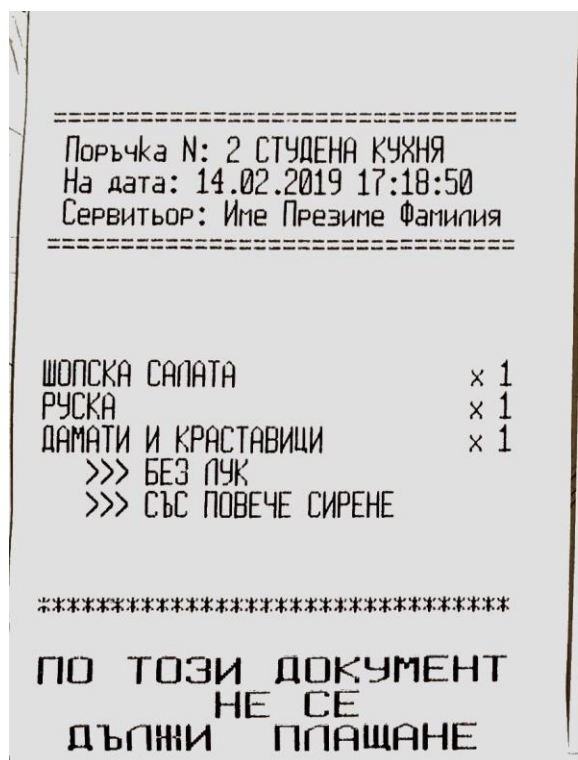 =================================
Поръчка N: 2 СТУДЕНА КУХНЯ
На дата: 14.02.2019 17:18:50
Сервитьор: Име Презиме Фамилия
=================================
ШОПСКА САЛАТА x 1
РУСКА x 1
ДАМАТИ И КРАСТАВИЦИ x 1
>>> БЕЗ ЛУК
>>> СЪС ПОВЕЧЕ СИРЕНЕ
*********************************
ПО ТОЗИ ДОКУМЕНТ
НЕ СЕ
ДЪЛЖИ ПЛАЩАНЕ